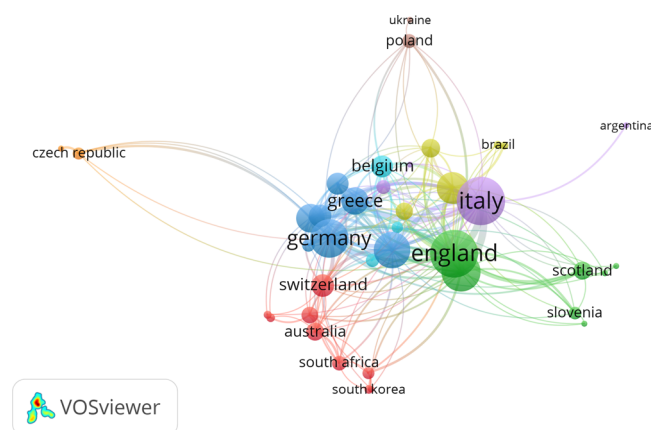 ukraine
poland
argentina
brazil
czech republic
belgium
greece
italy
germany
england
scotland
switzerland
slovenia
australia
south africa
south korea
VOSviewer